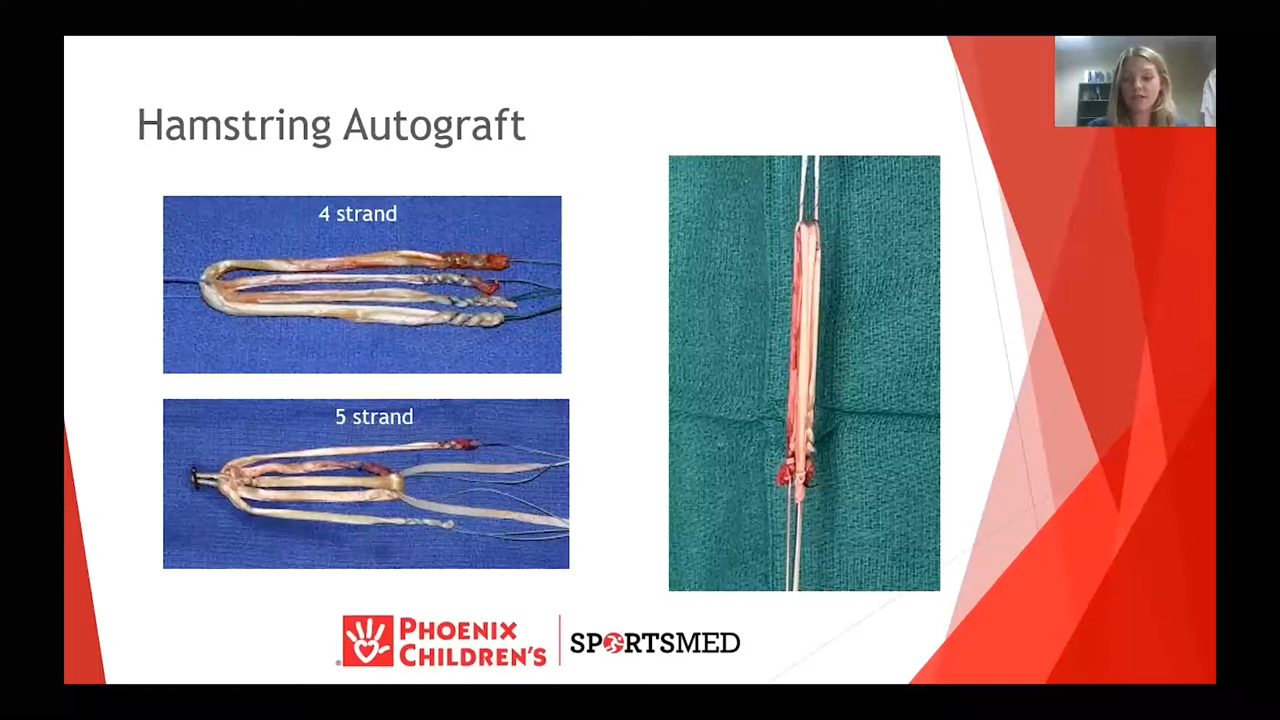 Hamstring Autograft
4 strand
5 strand
PHOENIX
CHILDREN'S
®
SPORTSMED